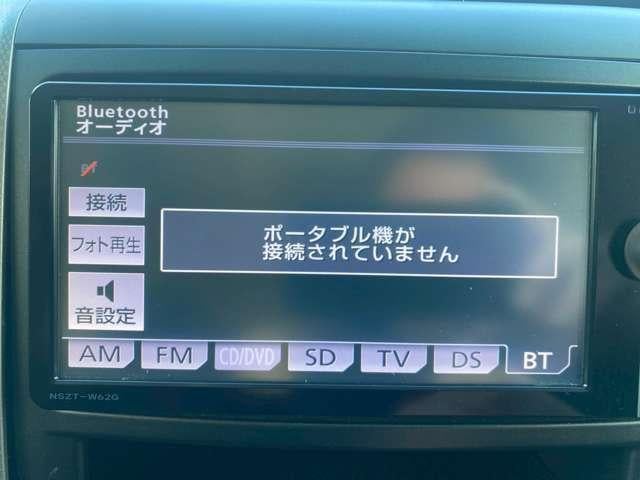 Bluetooth
オーディオ
BT
接続
フォト再生
音設定
ポータブル機が
接続されていません
AM
FM
CD/DVD
SD
TV
DS
BT
NSZT-W62G